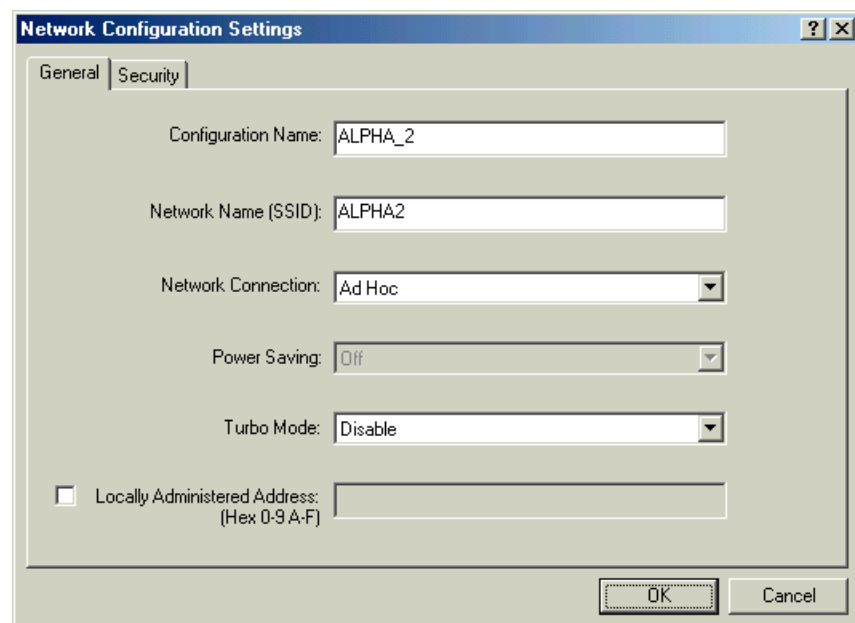 Network Configuration Settings
General
Security
Configuration Name: ALPHA_2
Network Name (SSID): ALPHA2
Network Connection: Ad Hoc
Power Saving: Off
Turbo Mode: Disable
Locally Administered Address:
(Hex 0-9 A-F)
OK
Cancel